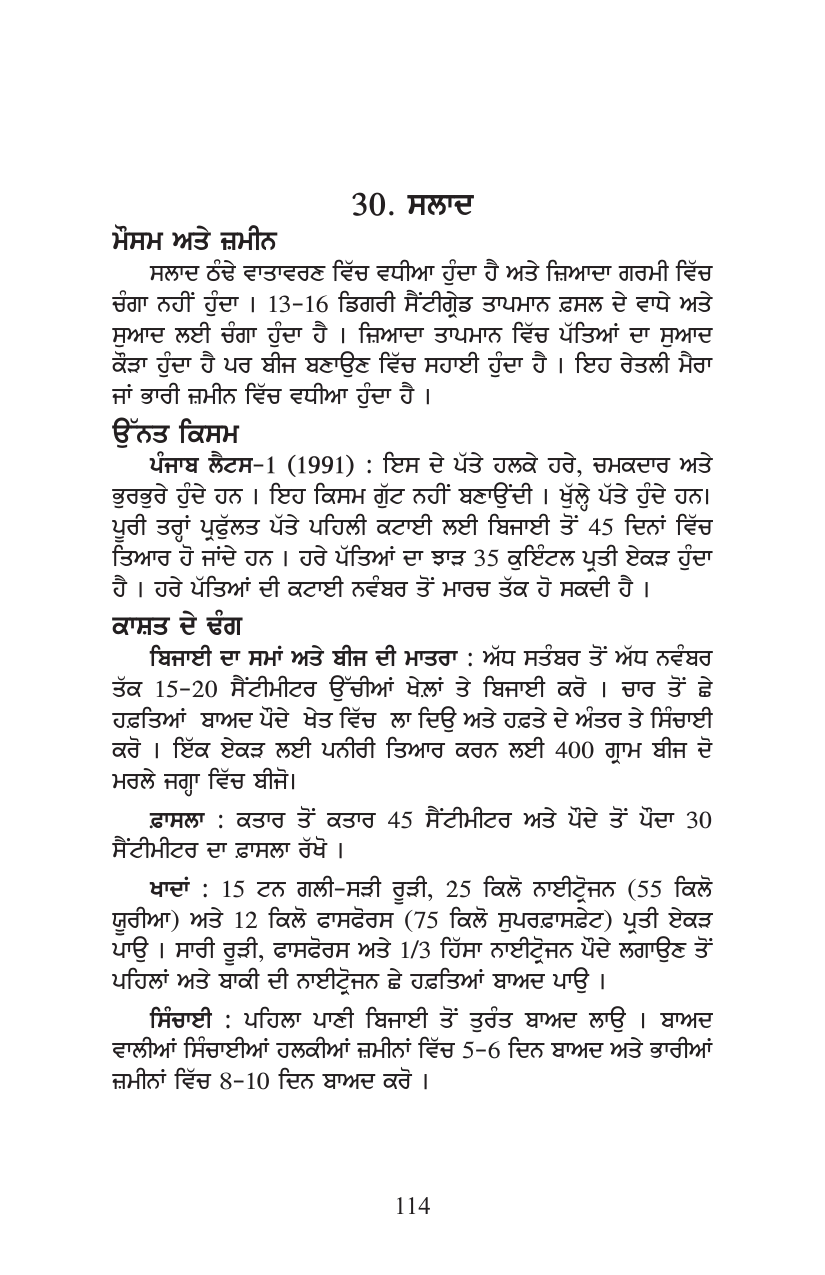 30. ਸਲਾਦ
ਮੌਸਮ ਅਤੇ ਜ਼ਮੀਨ
ਸਲਾਦ ਠੰਢੇ ਵਾਤਾਵਰਣ ਵਿੱਚ ਵਧੀਆ ਹੁੰਦਾ ਹੈ ਅਤੇ ਜ਼ਿਆਦਾ ਗਰਮੀ ਵਿੱਚ
ਚੰਗਾ ਨਹੀਂ ਹੁੰਦਾ । 13-16 ਡਿਗਰੀ ਸੈਂਟੀਗ੍ਰੇਡ ਤਾਪਮਾਨ ਫ਼ਸਲ ਦੇ ਵਾਧੇ ਅਤੇ
ਸੁਆਦ ਲਈ ਚੰਗਾ ਹੁੰਦਾ ਹੈ । ਜ਼ਿਆਦਾ ਤਾਪਮਾਨ ਵਿੱਚ ਪੱਤਿਆਂ ਦਾ ਸੁਆਦ
ਕੌੜਾ ਹੁੰਦਾ ਹੈ ਪਰ ਬੀਜ ਬਣਾਉਣ ਵਿੱਚ ਸਹਾਈ ਹੁੰਦਾ ਹੈ । ਇਹ ਰੇਤਲੀ ਮੈਰਾ
ਜਾਂ ਭਾਰੀ ਜ਼ਮੀਨ ਵਿੱਚ ਵਧੀਆ ਹੁੰਦਾ ਹੈ ।
ਉੱਨਤ ਕਿਸਮ
ਪੰਜਾਬ ਲੈਟਸ-1 (1991) : ਇਸ ਦੇ ਪੱਤੇ ਹਲਕੇ ਹਰੇ, ਚਮਕਦਾਰ ਅਤੇ
ਭੁਰਭੁਰੇ ਹੁੰਦੇ ਹਨ । ਇਹ ਕਿਸਮ ਗੁੱਟ ਨਹੀਂ ਬਣਾਉਂਦੀ । ਖੁੱਲ੍ਹੇ ਪੱਤੇ ਹੁੰਦੇ ਹਨ।
ਪੂਰੀ ਤਰ੍ਹਾਂ ਪ੍ਰਫੁੱਲਤ ਪੱਤੇ ਪਹਿਲੀ ਕਟਾਈ ਲਈ ਬਿਜਾਈ ਤੋਂ 45 ਦਿਨਾਂ ਵਿੱਚ
ਤਿਆਰ ਹੋ ਜਾਂਦੇ ਹਨ । ਹਰੇ ਪੱਤਿਆਂ ਦਾ ਝਾੜ 35 ਕੁਇੰਟਲ ਪ੍ਰਤੀ ਏਕੜ ਹੁੰਦਾ
ਹੈ । ਹਰੇ ਪੱਤਿਆਂ ਦੀ ਕਟਾਈ ਨਵੰਬਰ ਤੋਂ ਮਾਰਚ ਤੱਕ ਹੋ ਸਕਦੀ ਹੈ ।
ਕਾਸ਼ਤ ਦੇ ਢੰਗ
ਬਿਜਾਈ ਦਾ ਸਮਾਂ ਅਤੇ ਬੀਜ ਦੀ ਮਾਤਰਾ : ਅੱਧ ਸਤੰਬਰ ਤੋਂ ਅੱਧ ਨਵੰਬਰ
ਤੱਕ 15-20 ਸੈਂਟੀਮੀਟਰ ਉੱਚੀਆਂ ਖੇਲ਼ਾਂ ਤੇ ਬਿਜਾਈ ਕਰੋ । ਚਾਰ ਤੋਂ ਛੇ
ਹਫ਼ਤਿਆਂ ਬਾਅਦ ਪੌਦੇ ਖੇਤ ਵਿੱਚ ਲਾ ਦਿਉ ਅਤੇ ਹਫ਼ਤੇ ਦੇ ਅੰਤਰ ਤੇ ਸਿੰਚਾਈ
ਕਰੋ । ਇੱਕ ਏਕੜ ਲਈ ਪਨੀਰੀ ਤਿਆਰ ਕਰਨ ਲਈ 400 ਗ੍ਰਾਮ ਬੀਜ ਦੋ
ਮਰਲੇ ਜਗ੍ਹਾ ਵਿੱਚ ਬੀਜੋ।
ਫ਼ਾਸਲਾ : ਕਤਾਰ ਤੋਂ ਕਤਾਰ 45 ਸੈਂਟੀਮੀਟਰ ਅਤੇ ਪੌਦੇ ਤੋਂ ਪੌਦਾ 30
ਸੈਂਟੀਮੀਟਰ ਦਾ ਫ਼ਾਸਲਾ ਰੱਖੋ ।
ਖਾਦਾਂ : 15 ਟਨ ਗਲੀ-ਸੜੀ ਰੂੜੀ, 25 ਕਿਲੋ ਨਾਈਟ੍ਰੋਜਨ (55 ਕਿਲੋ
ਯੂਰੀਆ) ਅਤੇ 12 ਕਿਲੋ ਫਾਸਫੋਰਸ (75 ਕਿਲੋ ਸੁਪਰਫ਼ਾਸਫ਼ੇਟ) ਪ੍ਰਤੀ ਏਕੜ
ਪਾਉ । ਸਾਰੀ ਰੂੜੀ, ਫਾਸਫੋਰਸ ਅਤੇ 1/3 ਹਿੱਸਾ ਨਾਈਟ੍ਰੋਜਨ ਪੌਦੇ ਲਗਾਉਣ ਤੋਂ
ਪਹਿਲਾਂ ਅਤੇ ਬਾਕੀ ਦੀ ਨਾਈਟ੍ਰੋਜਨ ਛੇ ਹਫ਼ਤਿਆਂ ਬਾਅਦ ਪਾਉ ।
ਸਿੰਚਾਈ : ਪਹਿਲਾ ਪਾਣੀ ਬਿਜਾਈ ਤੋਂ ਤੁਰੰਤ ਬਾਅਦ ਲਾਉ । ਬਾਅਦ
ਵਾਲੀਆਂ ਸਿੰਚਾਈਆਂ ਹਲਕੀਆਂ ਜ਼ਮੀਨਾਂ ਵਿੱਚ 5-6 ਦਿਨ ਬਾਅਦ ਅਤੇ ਭਾਰੀਆਂ
ਜ਼ਮੀਨਾਂ ਵਿੱਚ 8-10 ਦਿਨ ਬਾਅਦ ਕਰੋ ।
114